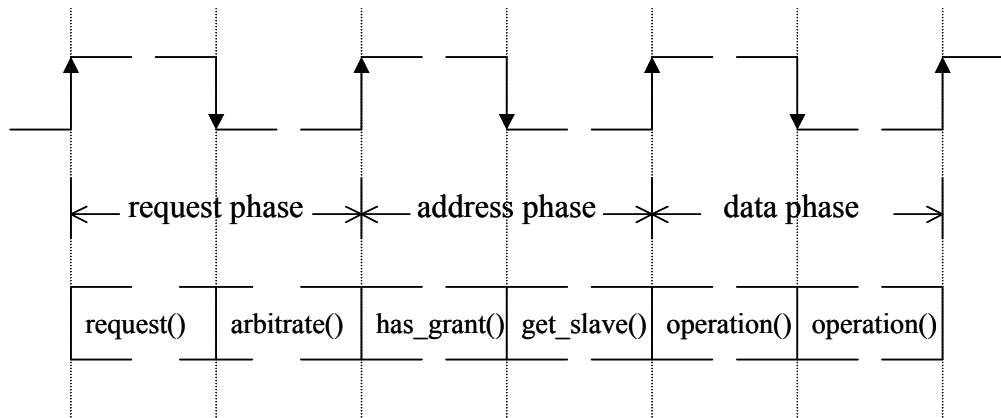 request phase address phase data phase
request() arbitrate() has_grant() get_slave() operation() operation()